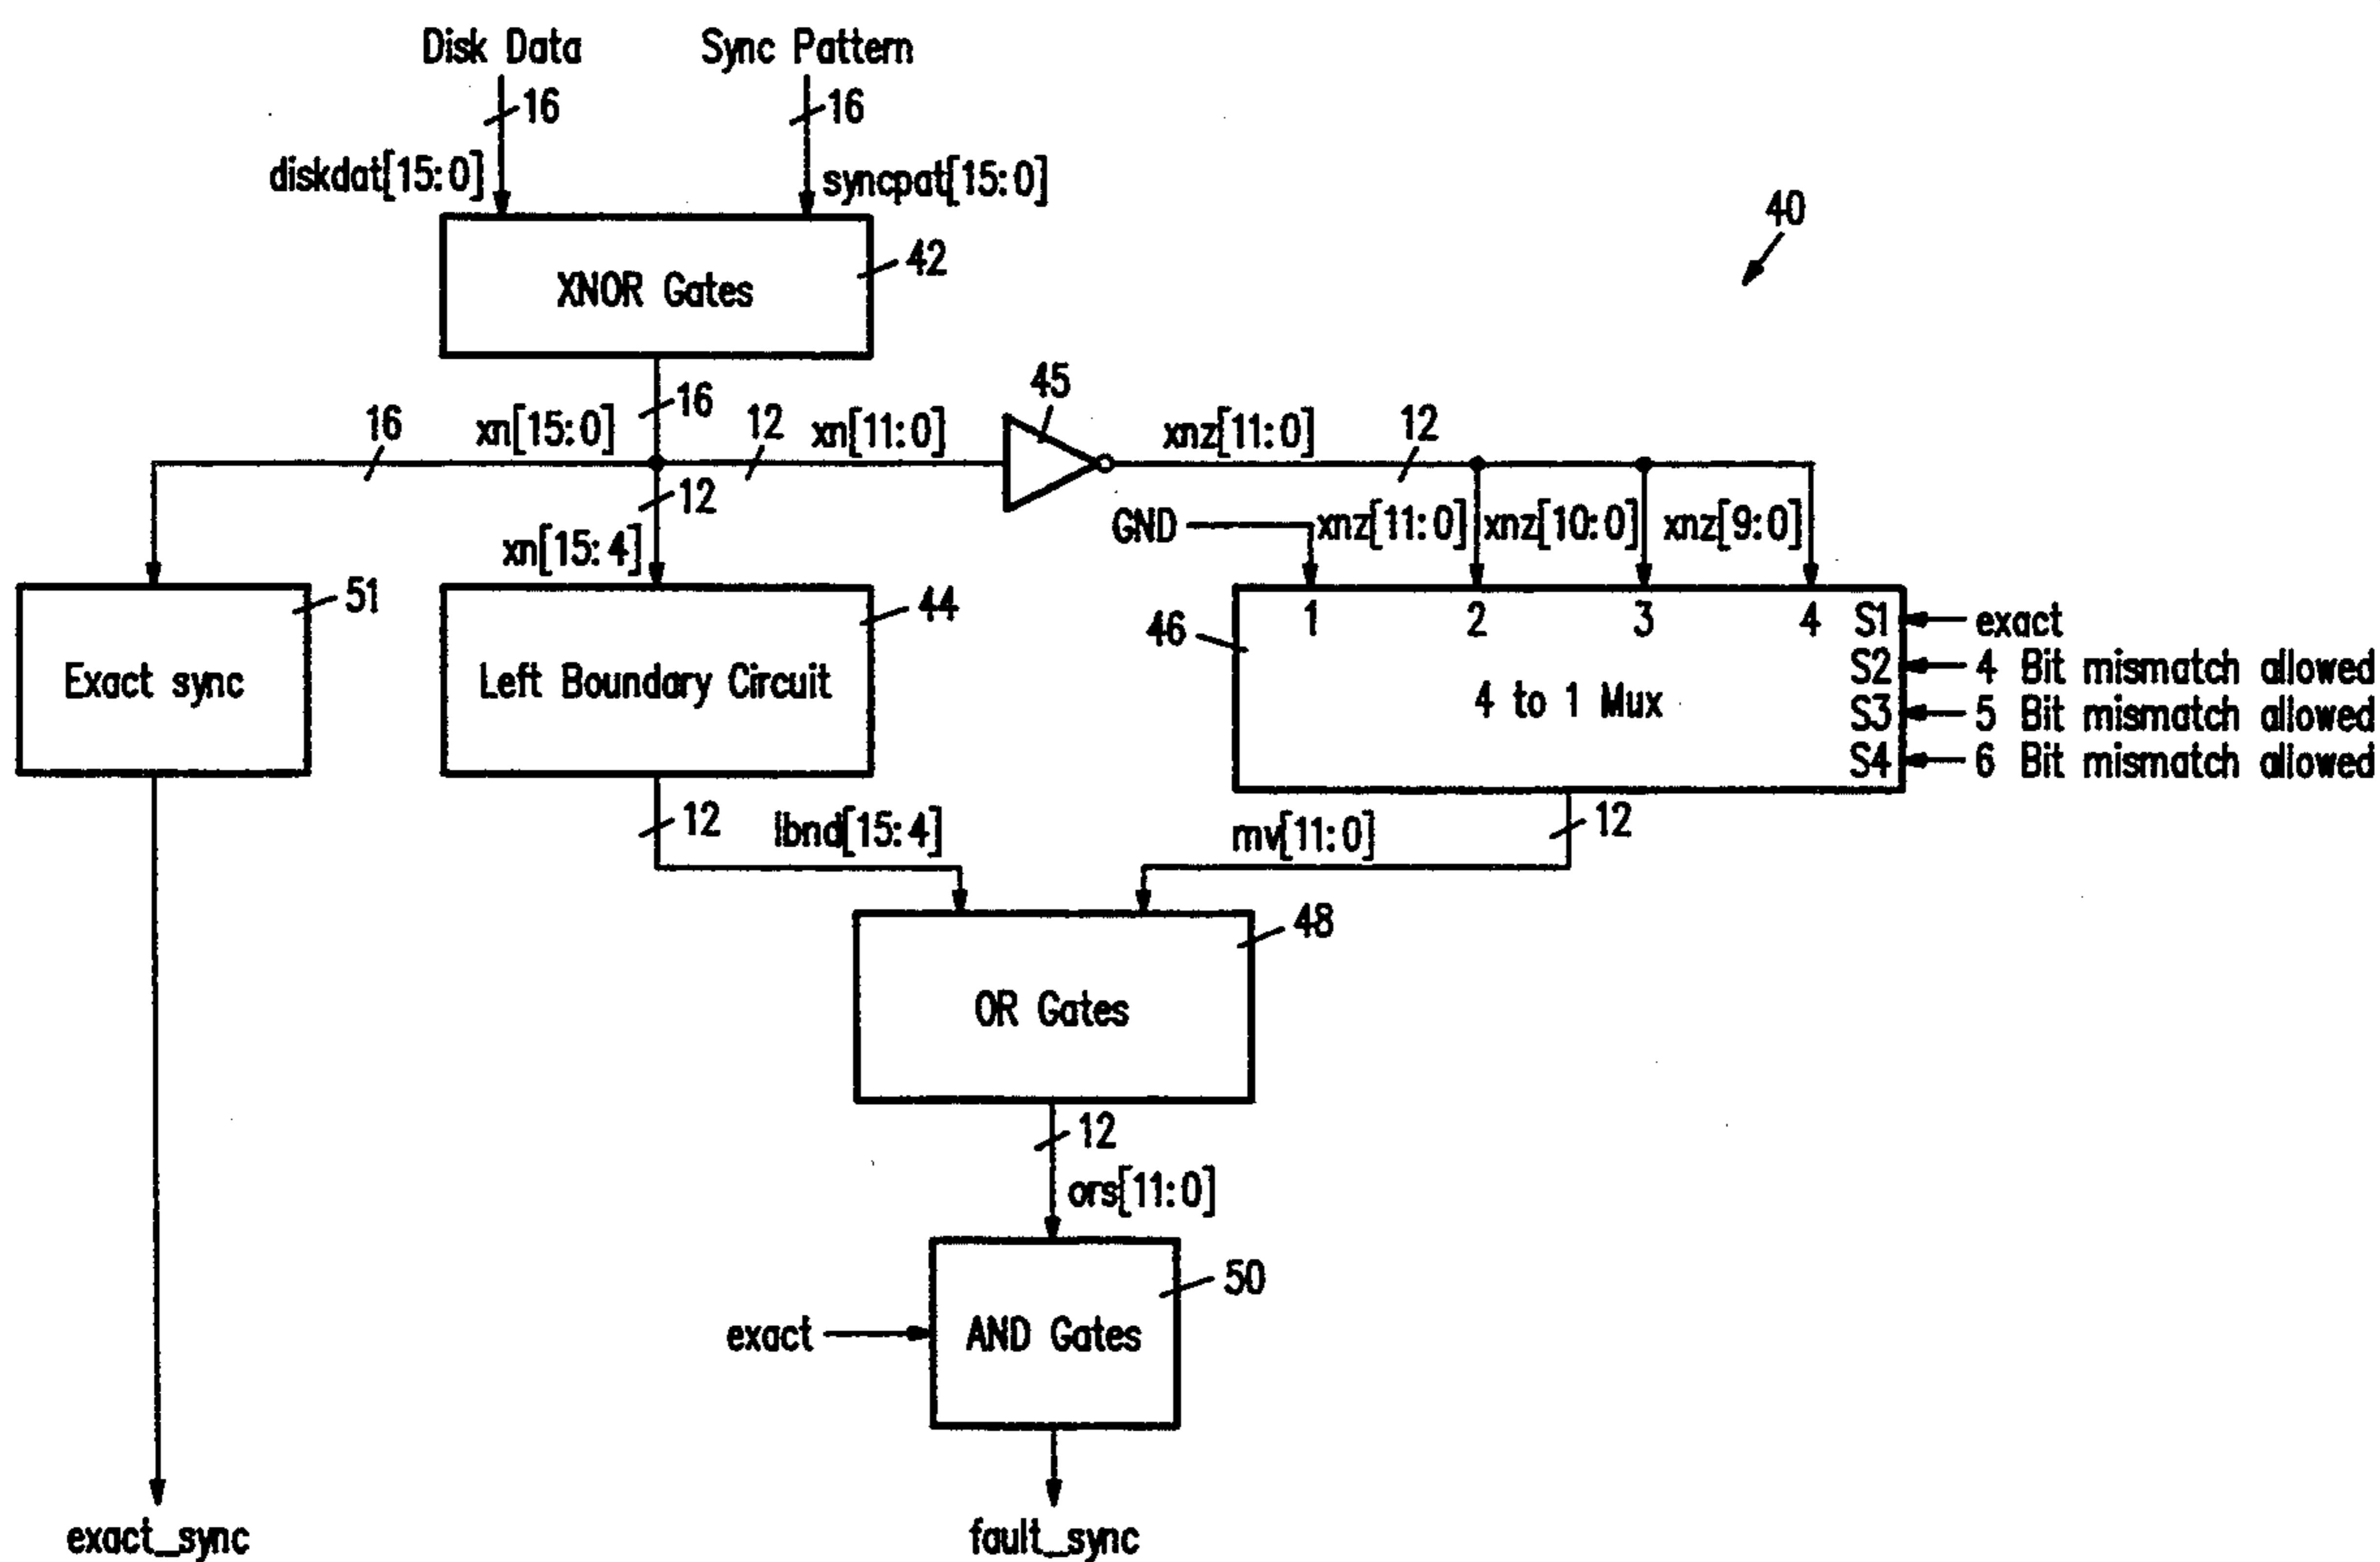 Disk Data
Sync Pattern
16
16
diskdat[15:0]
syncpat[15:0]
40
XNOR Gates
42
16
xn[15:0]
16
12
xn[11:0]
45
xnz[11:0]
12
12
xn[15:4]
GND
xnz[11:0]
xnz[10:0]
xnz[9:0]
Exact sync
51
Left Boundary Circuit
44
46
1
2
3
4
S1
exact
S2
4 Bit mismatch allowed
S3
5 Bit mismatch allowed
S4
6 Bit mismatch allowed
4 to 1 Mux
12
lbnd[15:4]
mv[11:0]
12
48
OR Gates
12
ors[11:0]
50
exact
AND Gates
exact_sync
fault_sync